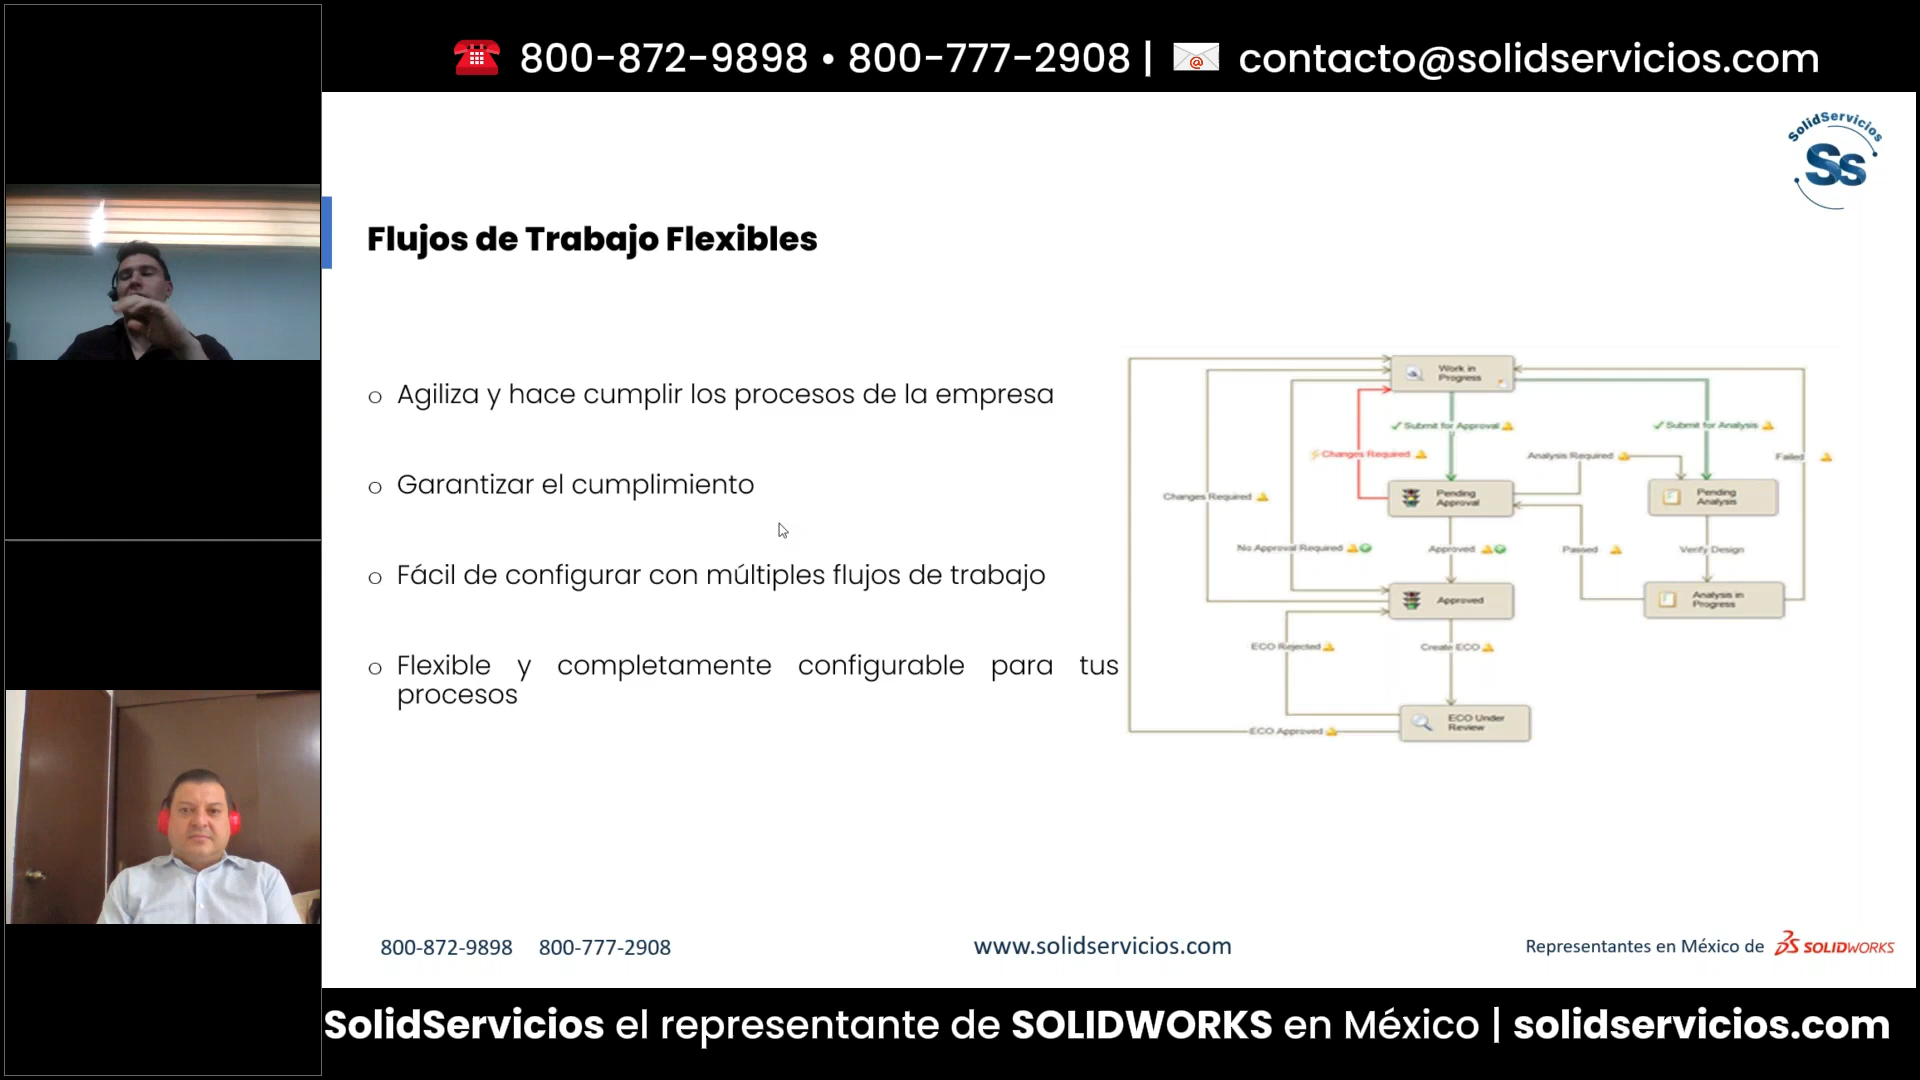 800-872-9898 • 800-777-2908 | contacto@solidservicios.com
SolidServicios
Ss
Flujos de Trabajo Flexibles
o Agiliza y hace cumplir los procesos de la empresa
o Garantizar el cumplimiento
o Fácil de configurar con múltiples flujos de trabajo
o Flexible y completamente configurable para tus
procesos
Work in
Progress
Submit for Approval
Submit for Analysis
Changes Required
Analysis Required
Failed
Changes Required
Pending
Approval
Pending
Analysis
No Approval Required
Approved
Passed
Verify Design
Approved
Analysis in
Progress
ECO Rejected
Create ECO
ECO Under
Review
ECO Approved
800-872-9898 800-777-2908
www.solidservicios.com
Representantes en México de SOLIDWORKS
SolidServicios el representante de SOLIDWORKS en México | solidservicios.com